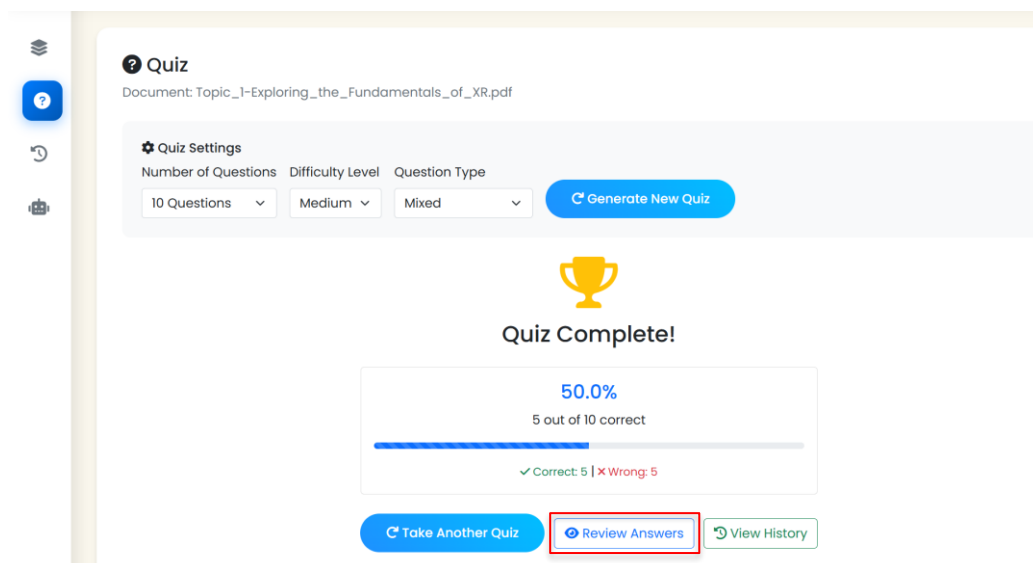 Quiz
Document: Topic_1-Exploring_the_Fundamentals_of_XR.pdf
Quiz Settings
Number of Questions Difficulty Level Question Type
10 Questions Medium Mixed Generate New Quiz
Quiz Complete!
50.0%
5 out of 10 correct
Correct: 5 | Wrong: 5
Take Another Quiz Review Answers View History